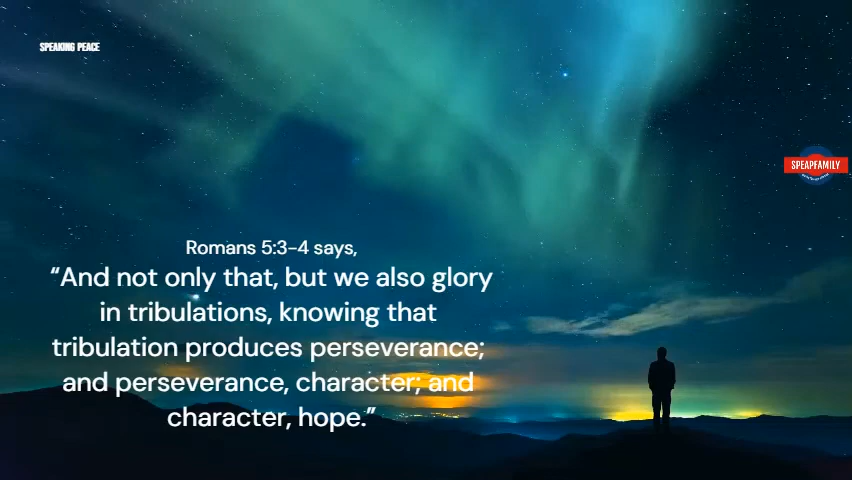 SPEAKING PEACE
SPEAPFAMILY
Romans 5:3-4 says,
“And not only that, but we also glory
in tribulations, knowing that
tribulation produces perseverance;
and perseverance, character; and
character, hope.”